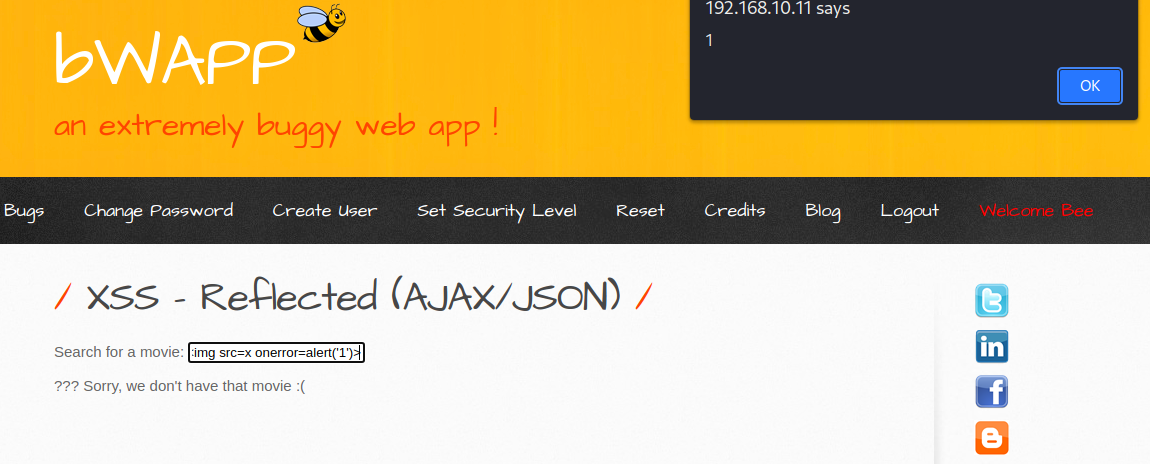 192.168.10.11 says
1
OK
bWAPP
an extremely buggy web app !
Bugs Change Password Create User Set Security Level Reset Credits Blog Logout Welcome Bee
/ XSS - Reflected (AJAX/JSON) /
Search for a movie: :img src=x onerror=alert('1')>
??? Sorry, we don't have that movie :(